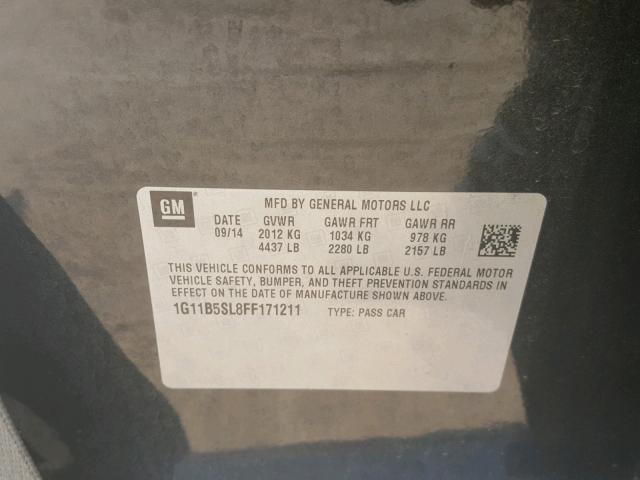 GM
MFD BY GENERAL MOTORS LLC
DATE GVWR GAWR FRT GAWR RR
09/14 2012 KG 1034 KG 978 KG
4437 LB 2280 LB 2157 LB
THIS VEHICLE CONFORMS TO ALL APPLICABLE U.S. FEDERAL MOTOR
VEHICLE SAFETY, BUMPER, AND THEFT PREVENTION STANDARDS
IN EFFECT ON THE DATE OF MANUFACTURE SHOWN ABOVE.
1G11B5SL8FF171211 TYPE: PASS CAR